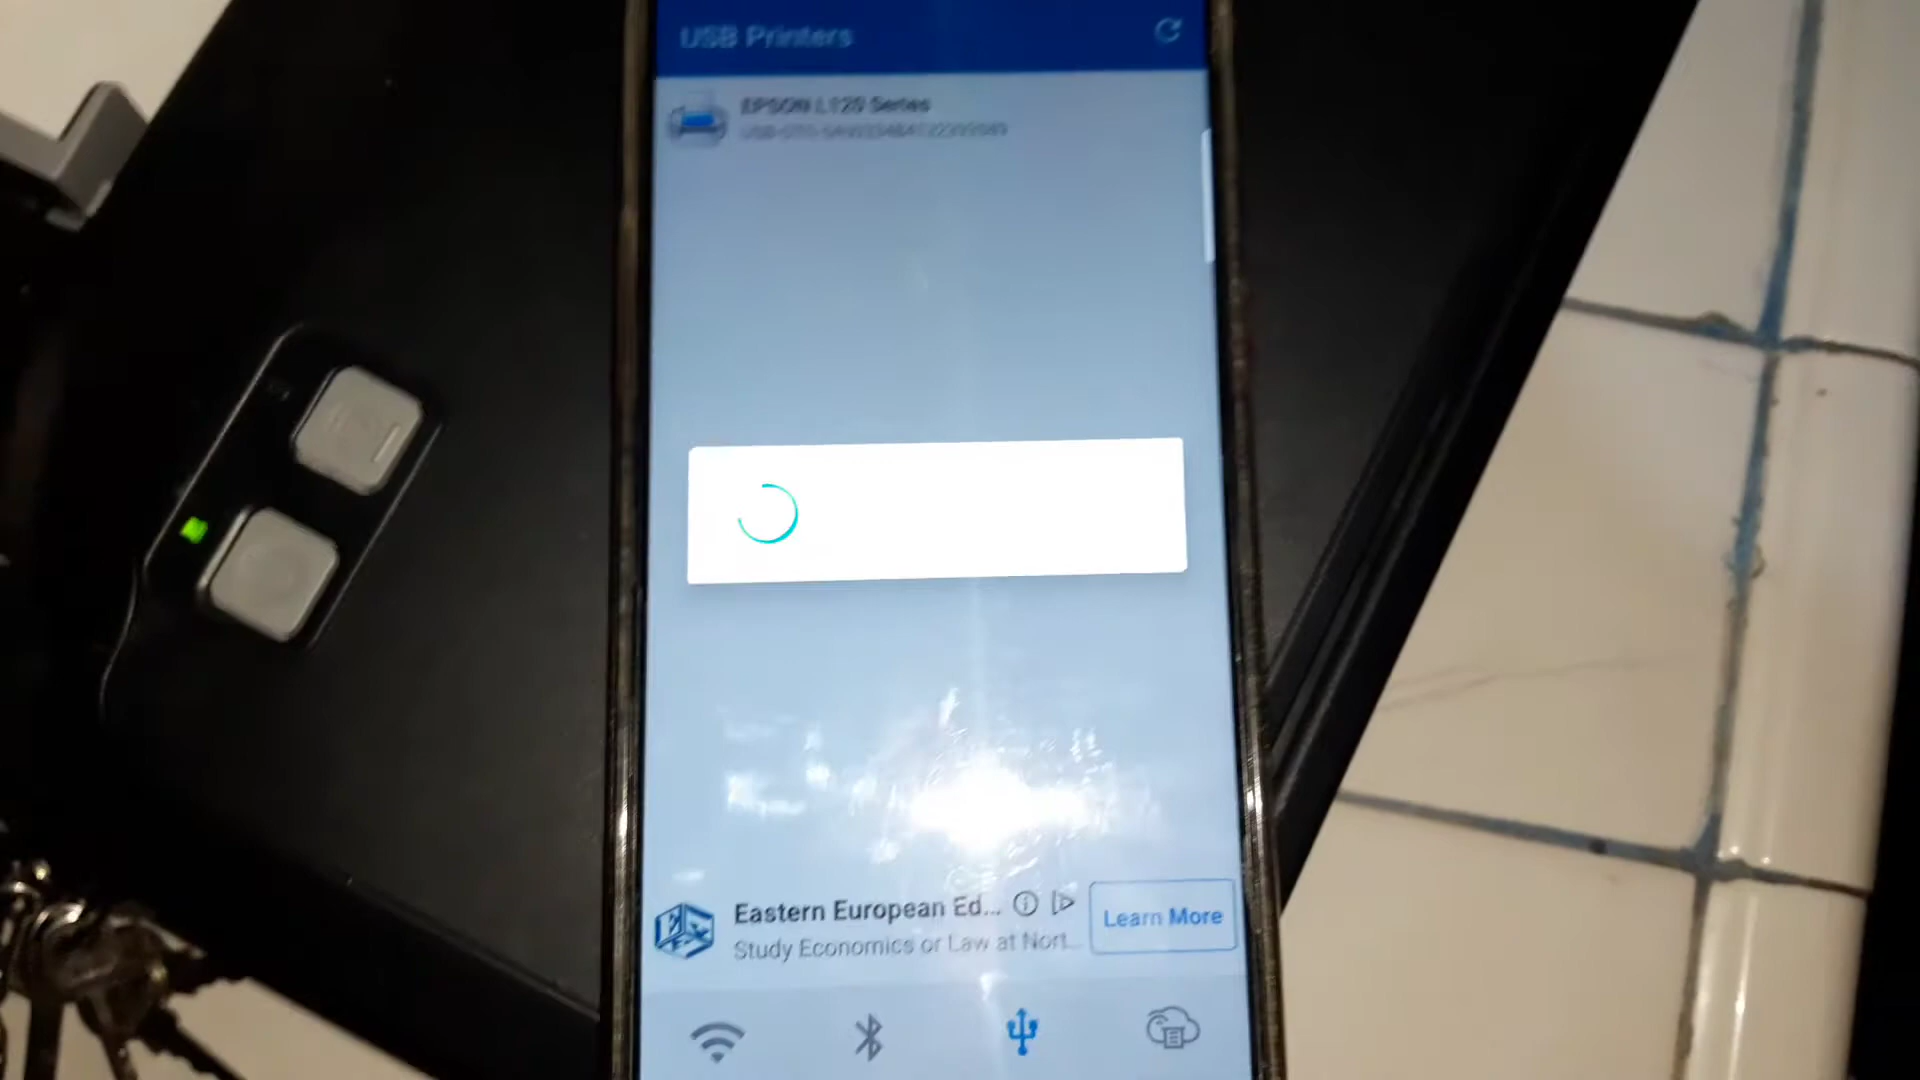 USB Printers
EPSON L120 Series
Eastern European Ed...
Study Economics or Law at Nort...
Learn More